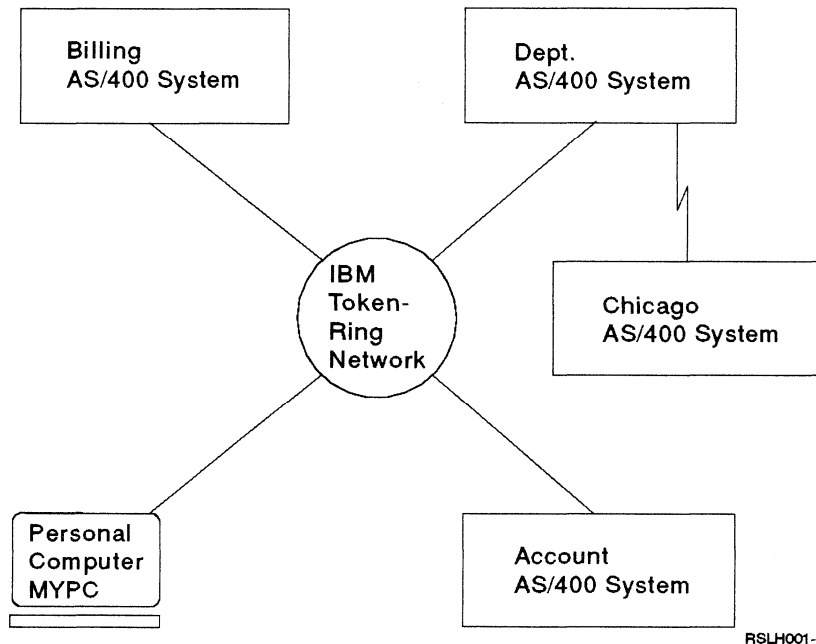 Billing
AS/400 System
Dept.
AS/400 System
IBM
Token-
Ring
Network
Chicago
AS/400 System
Personal
Computer
MYPC
Account
AS/400 System
RSLH001-